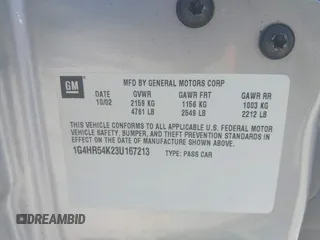 GM
MFD BY GENERAL MOTORS CORP
DATE GVWR GAWR FRT GAWR RR
10/02 2159 KG 1156 KG 1003 KG
4761 LB 2549 LB 2212 LB
THIS VEHICLE CONFORMS TO ALL APPLICABLE U.S. FEDERAL MOTOR
VEHICLE SAFETY, BUMPER, AND THEFT PREVENTION STANDARDS
IN EFFECT ON THE DATE OF MANUFACTURE SHOWN ABOVE.
1G4HR54K23U167213 TYPE: PASS CAR
DREAMBID